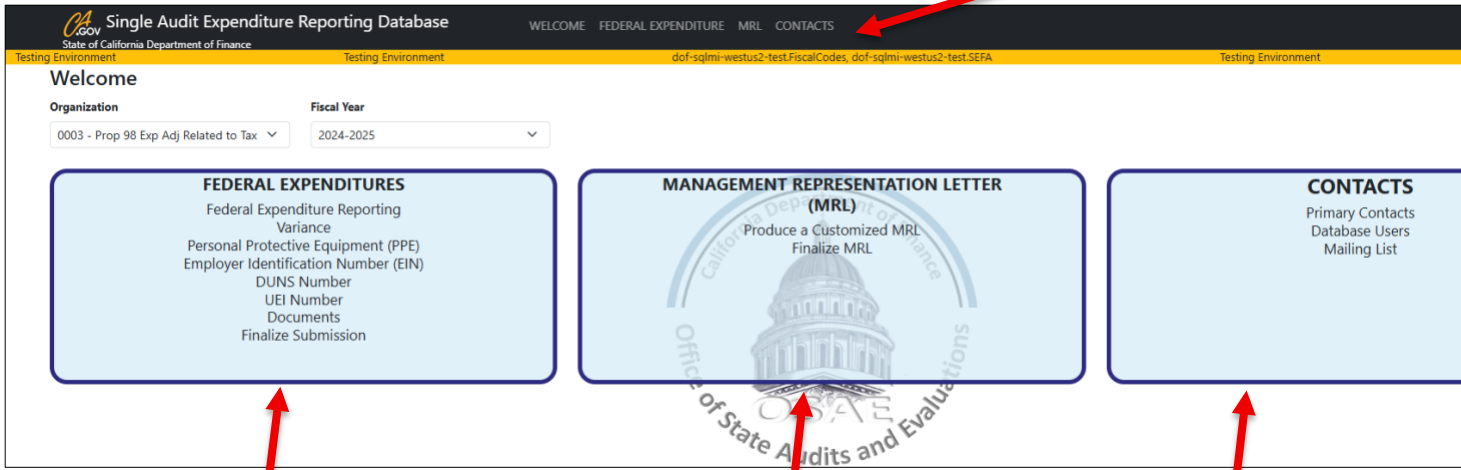 CA.GOV Single Audit Expenditure Reporting Database
State of California Department of Finance
WELCOME FEDERAL EXPENDITURE MRL CONTACTS
Testing Environment Testing Environment dof-sqlmi-westus2-test.FiscalCodes, dof-sqlmi-westus2-test.SEFA Testing Environment
Welcome
Organization Fiscal Year
0003 - Prop 98 Exp Adj Related to Tax 2024-2025
FEDERAL EXPENDITURES
Federal Expenditure Reporting
Variance
Personal Protective Equipment (PPE)
Employer Identification Number (EIN)
DUNS Number
UEI Number
Documents
Finalize Submission
MANAGEMENT REPRESENTATION LETTER
(MRL)
Produce a Customized MRL
Finalize MRL
California Department of Finance
OSAE
Office of State Audits and Evaluations
CONTACTS
Primary Contacts
Database Users
Mailing List